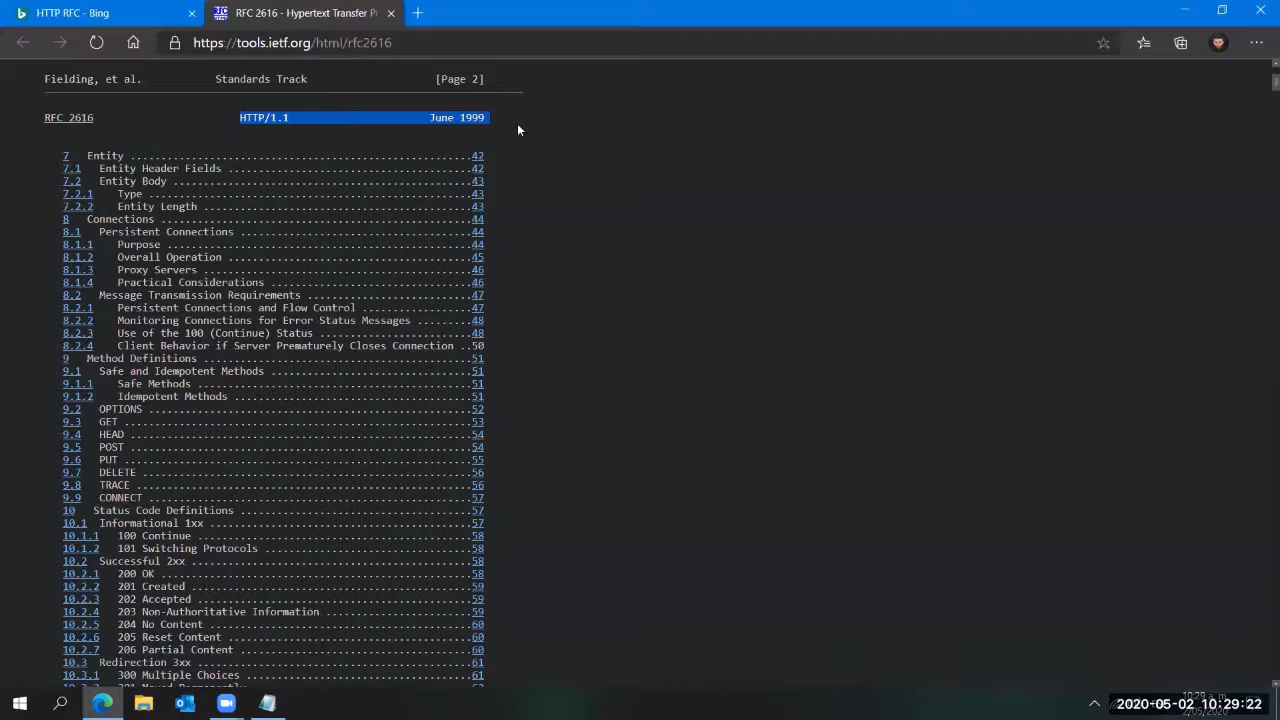 HTTP RFC - Bing
RFC 2616 - Hypertext Transfer Pr
https://tools.ietf.org/html/rfc2616
Fielding, et al. Standards Track [Page 2]
RFC 2616 HTTP/1.1 June 1999
7 Entity ..................................................42
7.1 Entity Header Fields ..................................42
7.2 Entity Body ...........................................43
7.2.1 Type ................................................43
7.2.2 Entity Length .......................................43
8 Connections .............................................44
8.1 Persistent Connections ................................44
8.1.1 Purpose .............................................44
8.1.2 Overall Operation ...................................45
8.1.3 Proxy Servers .......................................46
8.1.4 Practical Considerations ............................46
8.2 Message Transmission Requirements .....................47
8.2.1 Persistent Connections and Flow Control .............47
8.2.2 Monitoring Connections for Error Status Messages ....48
8.2.3 Use of the 100 (Continue) Status ....................48
8.2.4 Client Behavior if Server Prematurely Closes Connection ..50
9 Method Definitions ......................................51
9.1 Safe and Idempotent Methods ...........................51
9.1.1 Safe Methods ........................................51
9.1.2 Idempotent Methods ..................................51
9.2 OPTIONS ...............................................52
9.3 GET ...................................................53
9.4 HEAD ..................................................54
9.5 POST ..................................................54
9.6 PUT ...................................................55
9.7 DELETE ................................................56
9.8 TRACE .................................................56
9.9 CONNECT ...............................................57
10 Status Code Definitions ................................57
10.1 Informational 1xx ....................................57
10.1.1 100 Continue .......................................58
10.1.2 101 Switching Protocols ............................58
10.2 Successful 2xx .......................................58
10.2.1 200 OK .............................................58
10.2.2 201 Created ........................................59
10.2.3 202 Accepted .......................................59
10.2.4 203 Non-Authoritative Information ..................59
10.2.5 204 No Content .....................................60
10.2.6 205 Reset Content ..................................60
10.2.7 206 Partial Content ................................60
10.3 Redirection 3xx ......................................61
10.3.1 300 Multiple Choices ...............................61
10:29 a. m.
2020-05-02 10:29:22
2/05/2020